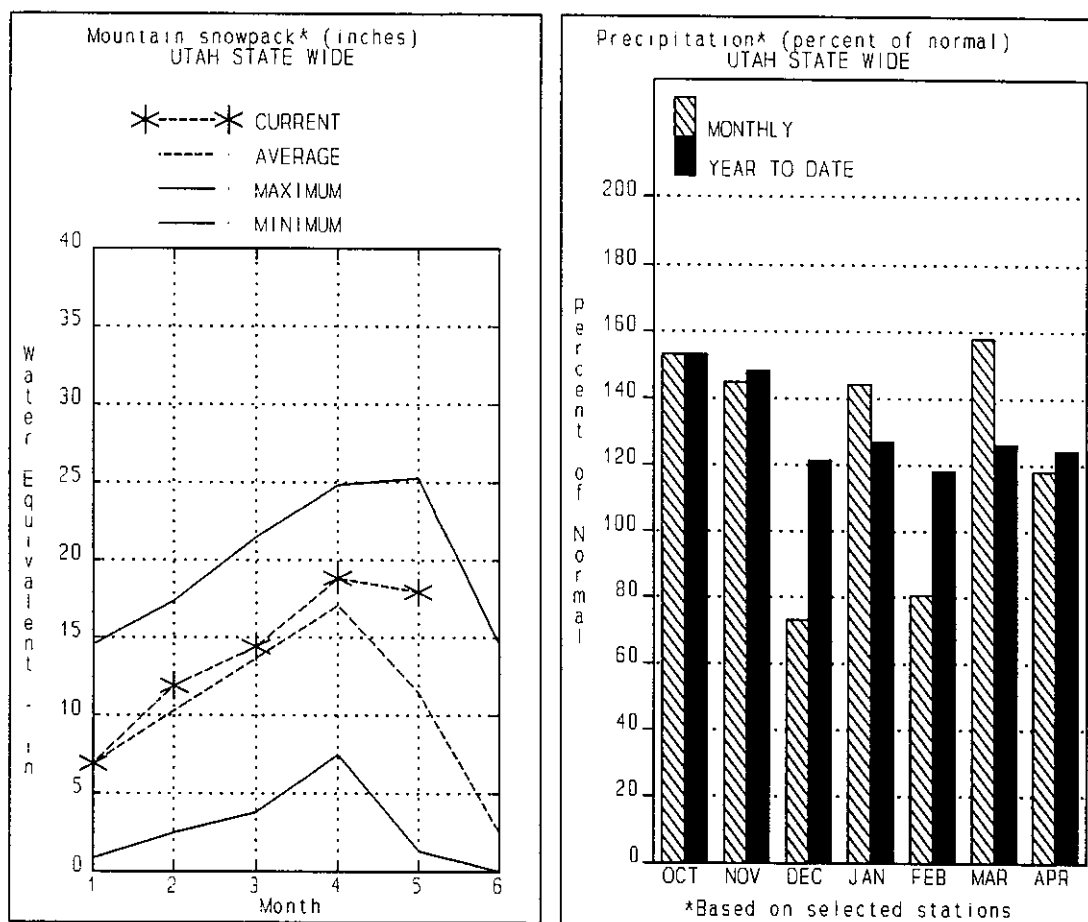 Mountain snowpack* (inches)
UTAH STATE WIDE
CURRENT
AVERAGE
MAXIMUM
MINIMUM
40
35
30
25
20
15
10
5
0
Water Equivalent - in
1 2 3 4 5 6
Month
Precipitation* (percent of normal)
UTAH STATE WIDE
MONTHLY
YEAR TO DATE
200
180
160
140
120
100
80
60
40
20
0
Percent of Normal
OCT NOV DEC JAN FEB MAR APR
*Based on selected stations